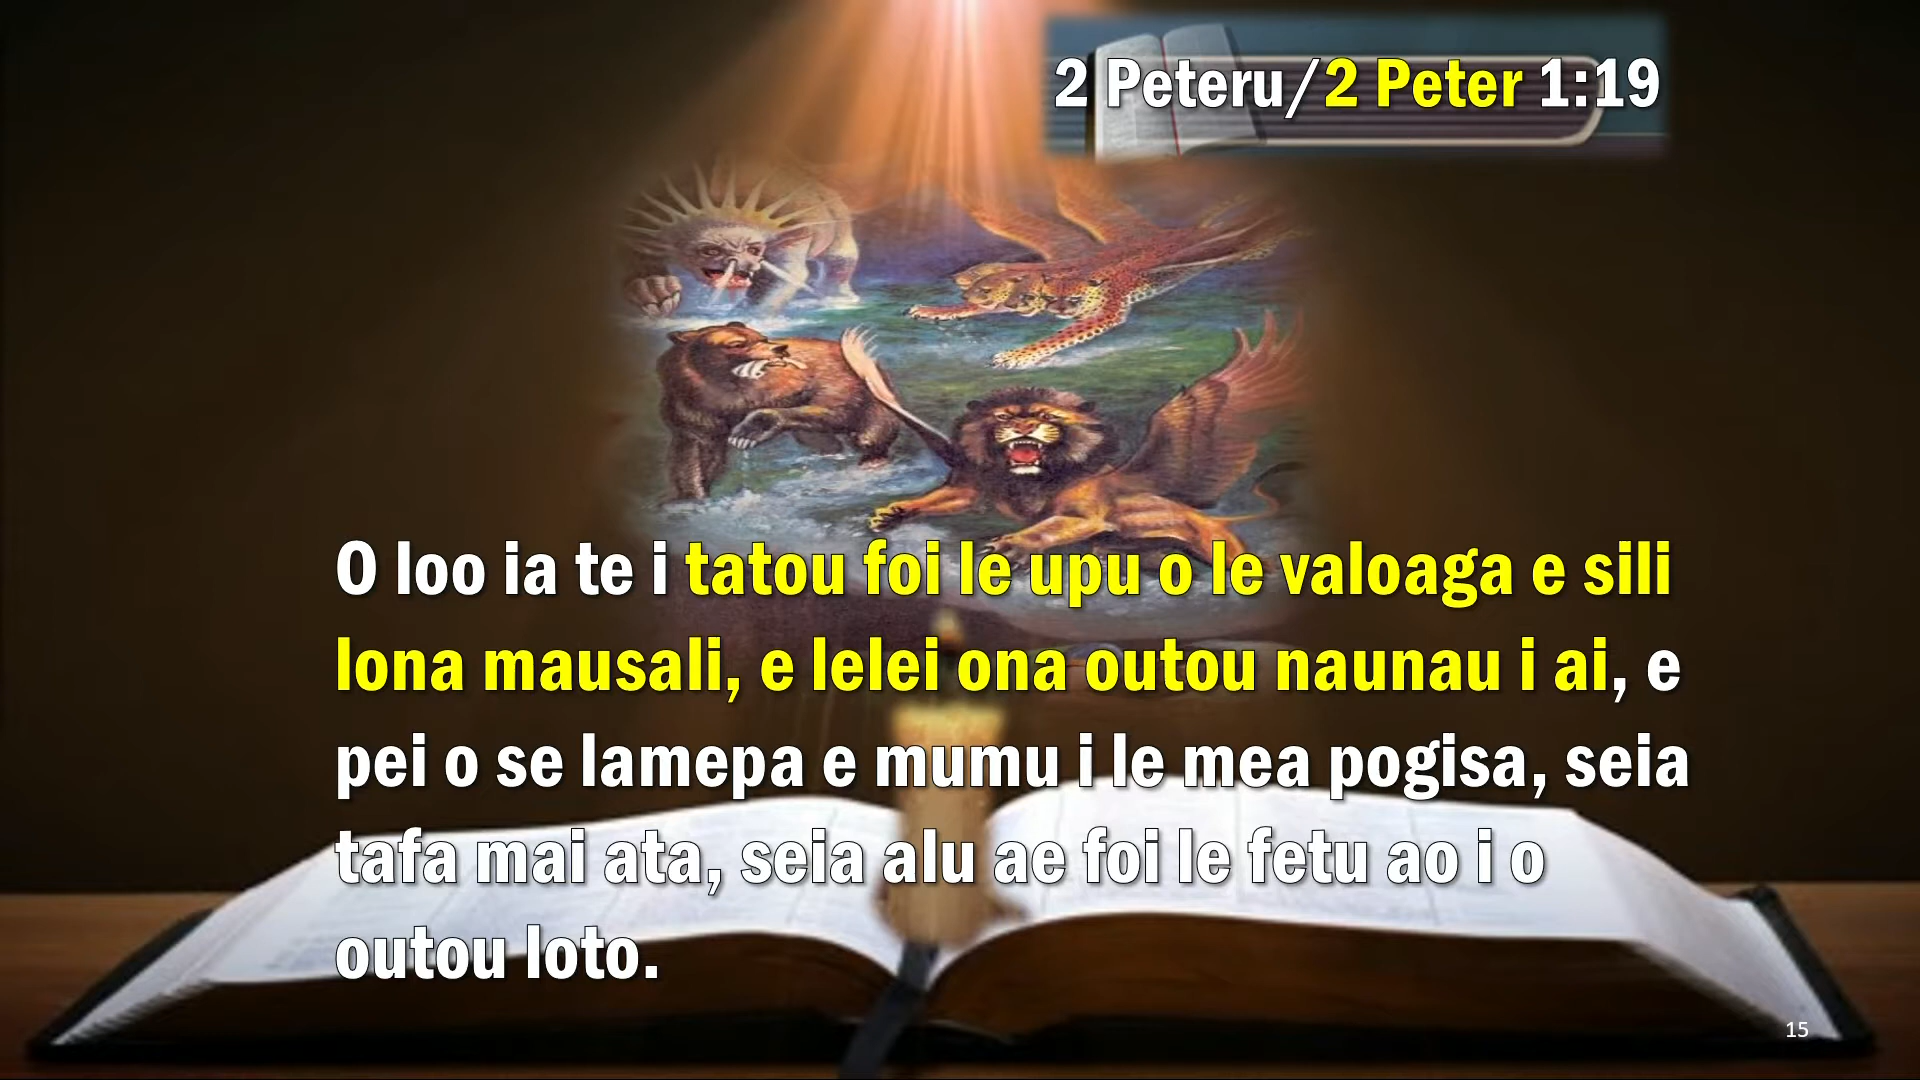 2 Peteru/2 Peter 1:19
O loo ia te i tatou foi le upu o le valoaga e sili
lona mausali, e lelei ona outou naunau i ai, e
pei o se lamepa e mumu i le mea pogisa, seia
tafa mai ata, seia alu ae foi le fetu ao i o
outou loto.
15